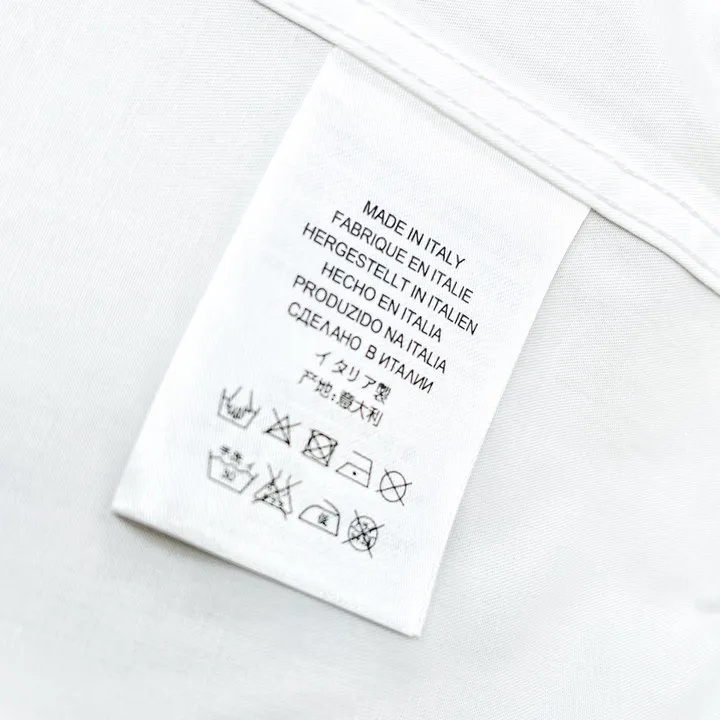 MADE IN ITALY
FABRIQUE EN ITALIE
HERGESTELLT IN ITALIEN
HECHO EN ITALIA
PRODUZIDO NA ITALIA
СДЕЛАНО В ИТАЛИИ
イタリア製
产地:意大利